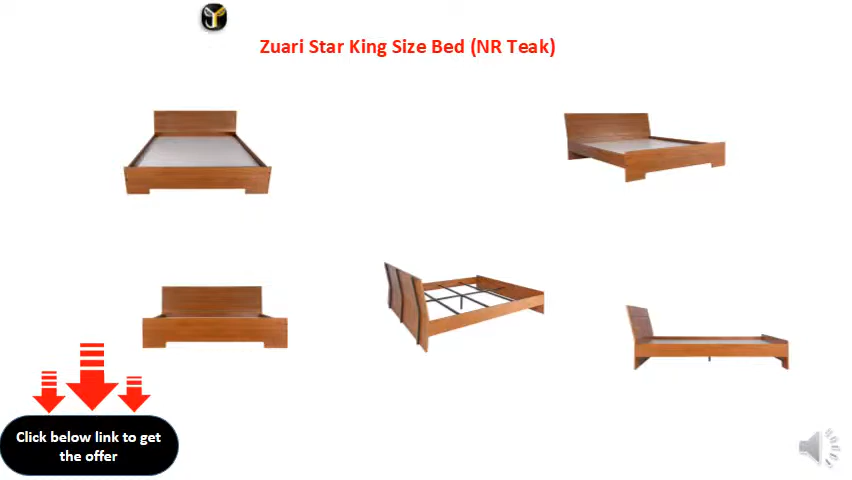 Zuari Star King Size Bed (NR Teak)
Click below link to get
the offer